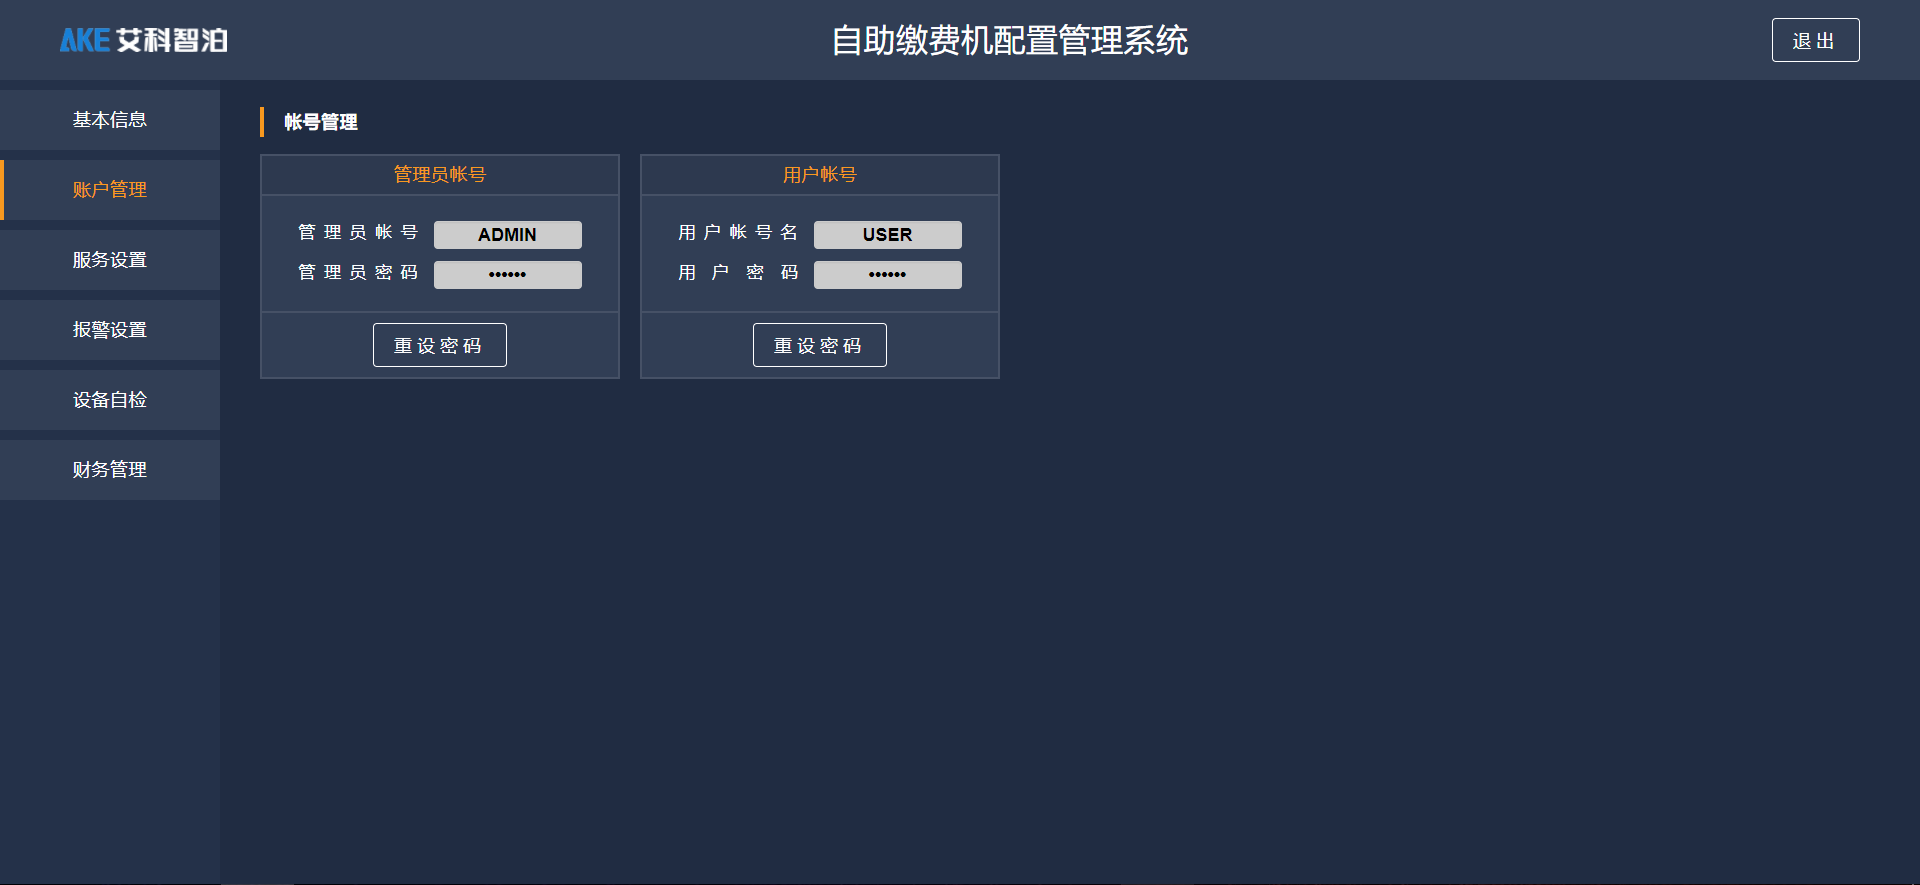 AKE 艾科智泊
自助缴费机配置管理系统
退出
基本信息
账户管理
服务设置
报警设置
设备自检
财务管理
帐号管理
管理员帐号
管理员帐号 ADMIN
管理员密码 ••••••
重设密码
用户帐号
用户帐号名 USER
用户密码 ••••••
重设密码